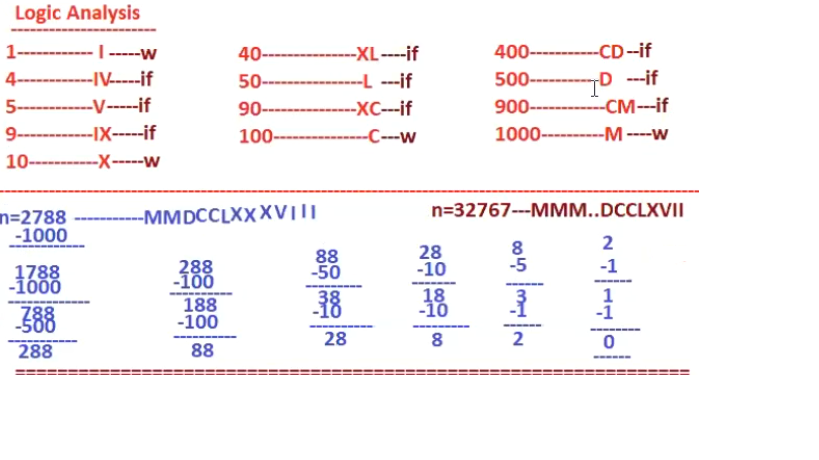 Logic Analysis
-----------------------
1------------ I -----w
4-----------IV-----if
5-----------V-----if
9-----------IX-----if
10-----------X-----w
40---------------XL----if
50----------------L ---if
90---------------XC---if
100---------------C---w
400-----------CD --if
500-----------D ---if
900------------CM---if
1000-----------M ----w
n=2788 -----------MMDCCLXXXVIII
n=32767---MMM..DCCLXVII
-1000
------------
1788
-1000
-------------
788
-500
-----------
288
288
-100
----------
188
-100
----------
88
88
-50
---------
38
-10
----------
28
28
-10
-------
18
-10
---------
8
8
-5
------
3
-1
------
2
2
-1
------
1
-1
--------
0
------
=================================================================